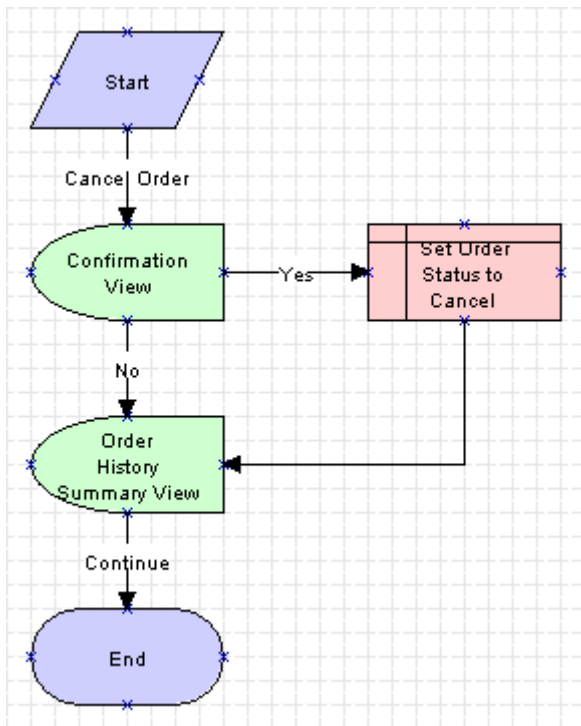 Start
Cancel Order
Confirmation
View
Yes
Set Order
Status to
Cancel
No
Order
History
Summary View
Continue
End